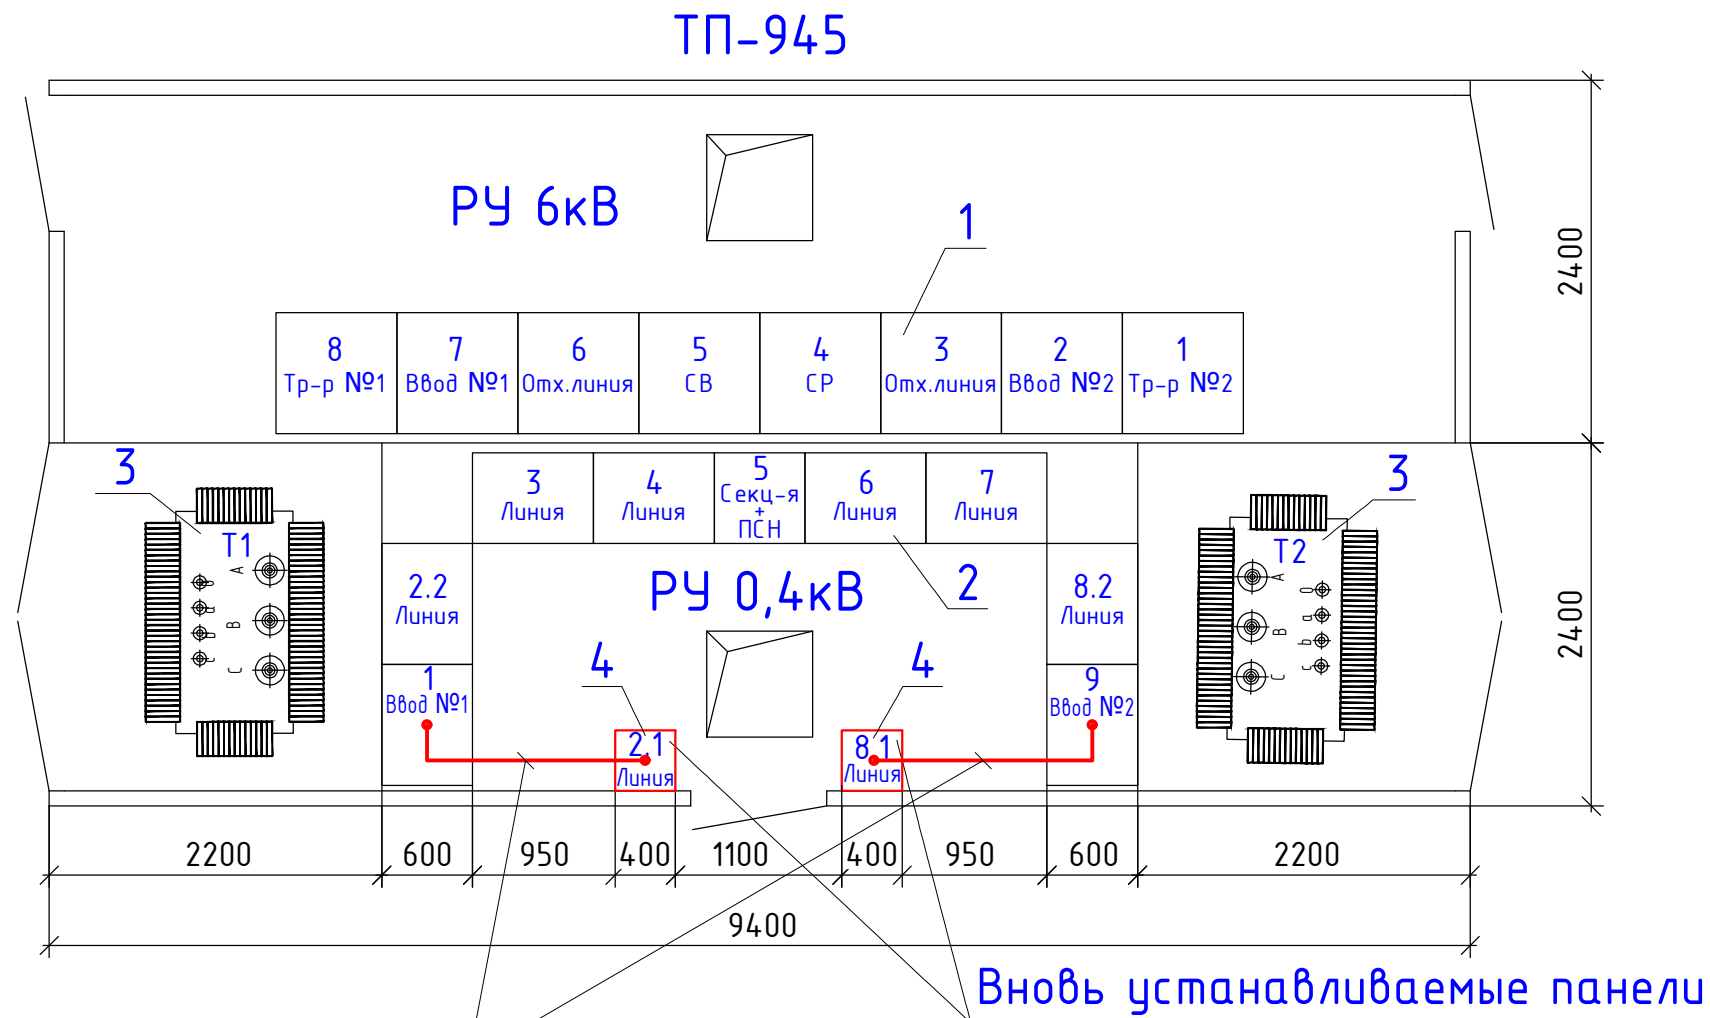 ТП-945
РУ 6кВ
1
2400
8
Тр-р №1
7
Ввод №1
6
Отх.линия
5
СВ
4
СР
3
Отх.линия
2
Ввод №2
1
Тр-р №2
3
3
Линия
4
Линия
5
Секц-я
+
ПСН
6
Линия
7
Линия
3
Т1
A
B
C
2.2
Линия
РУ 0,4кВ
2
8.2
Линия
Т2
A
B
C
0
a
b
c
2400
1
Ввод №1
4
4
9
Ввод №2
2.1
Линия
8.1
Линия
2200
600
950
400
1100
400
950
600
2200
9400
Вновь устанавливаемые панели